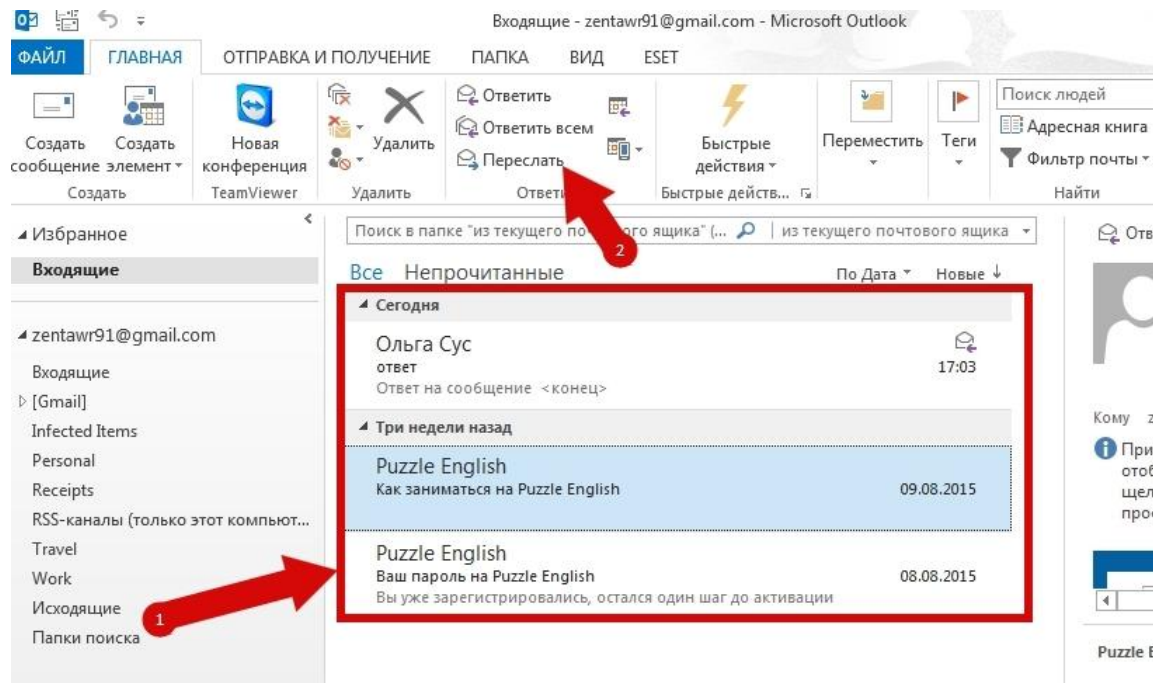 Входящие - zentawr91@gmail.com - Microsoft Outlook
ФАЙЛ ГЛАВНАЯ ОТПРАВКА И ПОЛУЧЕНИЕ ПАПКА ВИД ESET
Создать сообщение
Создать элемент
Создать
Новая конференция
TeamViewer
Удалить
Удалить
Ответить
Ответить всем
Переслать
Быстрые действия
Быстрые действ...
Переместить
Теги
Поиск людей
Адресная книга
Фильтр почты
Найти
Избранное
Входящие
zentawr91@gmail.com
Входящие
[Gmail]
Infected Items
Personal
Receipts
RSS-каналы (только этот компьют...
Travel
Work
Исходящие
Папки поиска
1
Поиск в папке "из текущего ящика" (... из текущего почтового ящика
2
Все Непрочитанные По Дата Новые
Сегодня
Ольга Сус
ответ 17:03
Ответ на сообщение <конец>
Три недели назад
Puzzle English
Как заниматься на Puzzle English 09.08.2015
Puzzle English
Ваш пароль на Puzzle English 08.08.2015
Вы уже зарегистрировались, остался один шаг до активации
Кому
Puzzle